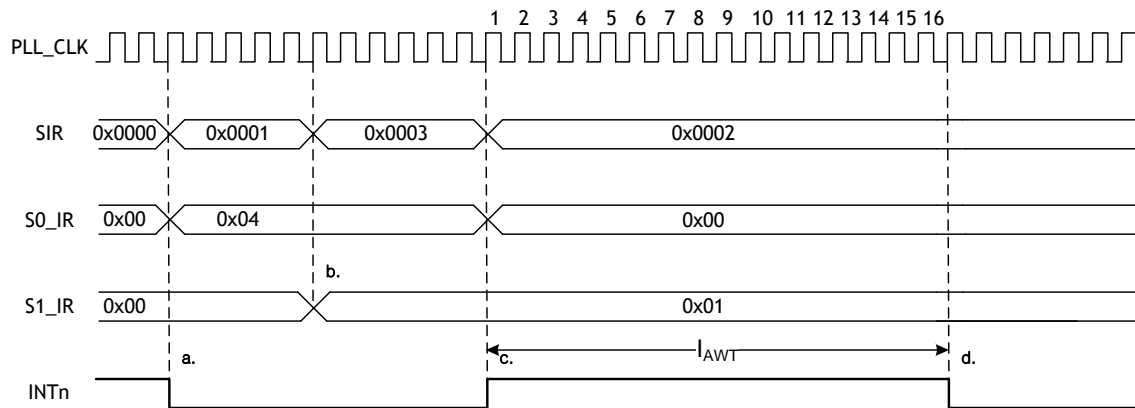 1 2 3 4 5 6 7 8 9 10 11 12 13 14 15 16
PLL_CLK
SIR 0x0000 0x0001 0x0003 0x0002
S0_IR 0x00 0x04 0x00
b.
S1_IR 0x00 0x01
a. c. IAWT d.
INTn